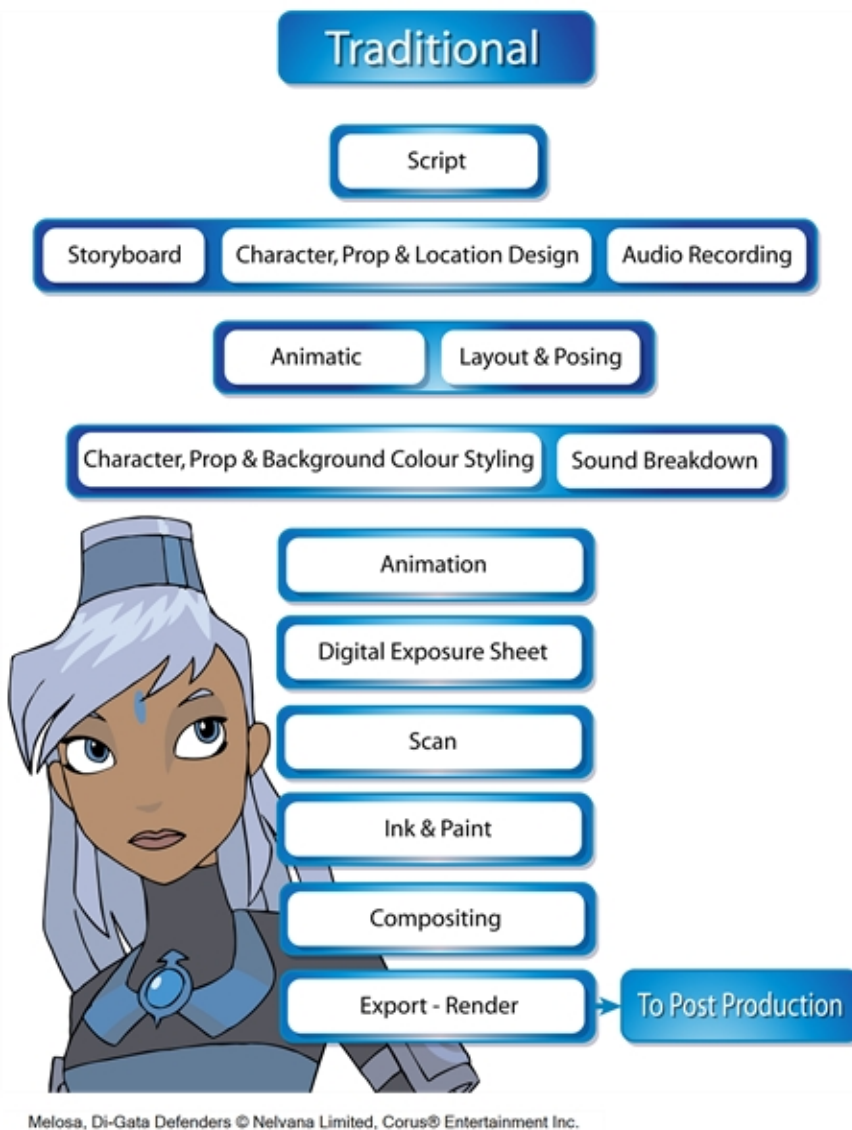 Traditional
Script
Storyboard
Character, Prop & Location Design
Audio Recording
Animatic
Layout & Posing
Character, Prop & Background Colour Styling
Sound Breakdown
Animation
Digital Exposure Sheet
Scan
Ink & Paint
Compositing
Export - Render
To Post Production
Melosa, Di-Gata Defenders © Nelvana Limited, Corus® Entertainment Inc.